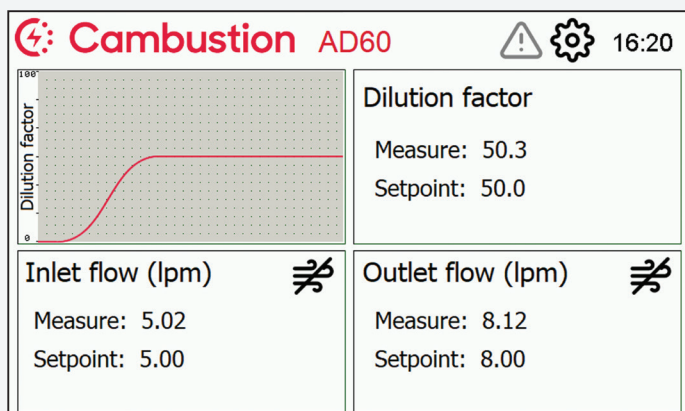 Cambustion AD60 16:20
100
Dilution factor
0
Dilution factor
Measure: 50.3
Setpoint: 50.0
Inlet flow (lpm)
Measure: 5.02
Setpoint: 5.00
Outlet flow (lpm)
Measure: 8.12
Setpoint: 8.00